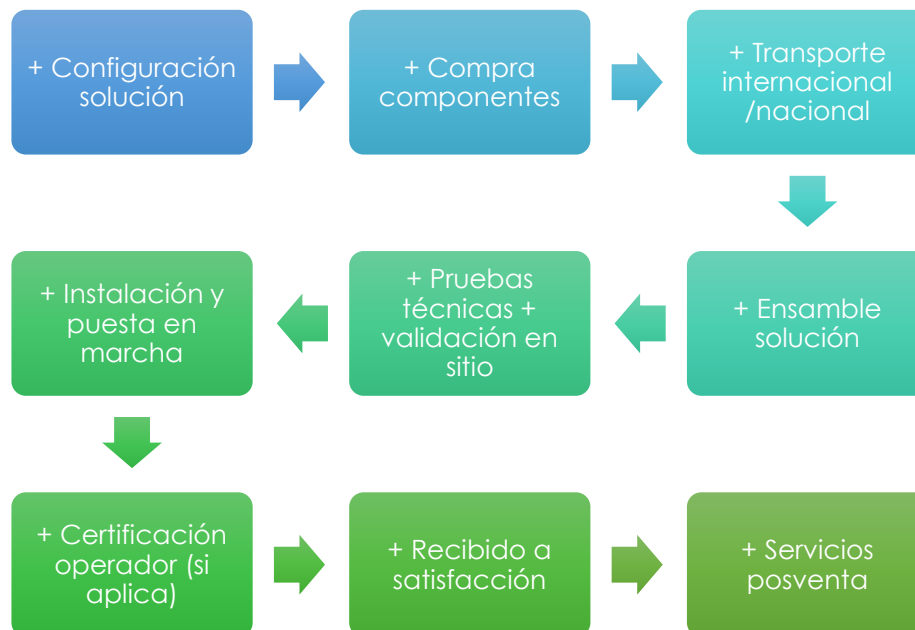 + Configuración
solución
+ Compra
componentes
+ Transporte
internacional
/nacional
+ Ensamble
solución
+ Pruebas
técnicas +
validación en
sitio
+ Instalación y
puesta en
marcha
+ Certificación
operador (si
aplica)
+ Recibido a
satisfacción
+ Servicios
posventa